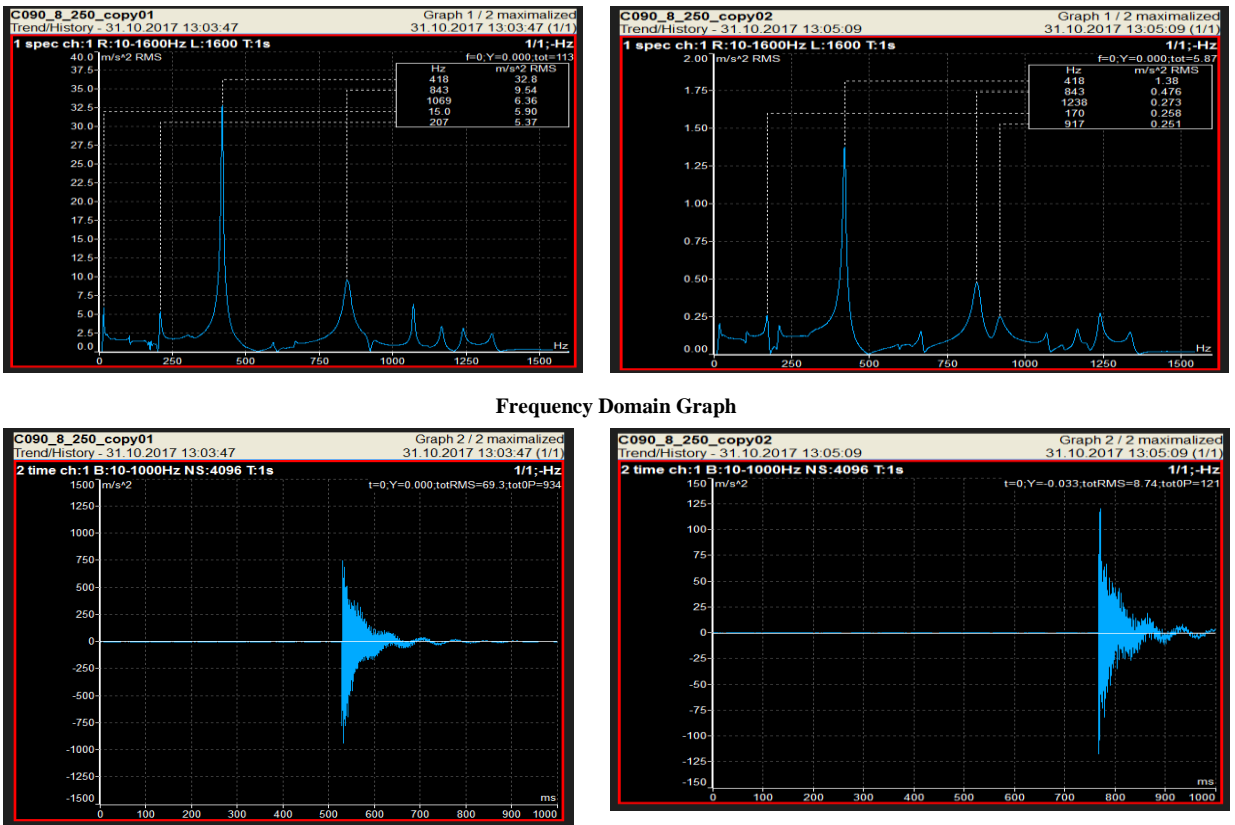 C090_8_250_copy01 Graph 1 / 2 maximalized
Trend/History - 31.10.2017 13:03:47 31.10.2017 13:03:47 (1/1)
1 spec ch:1 R:10-1600Hz L:1600 T:1s 1/1;-Hz
40.0 m/s^2 RMS f=0;Y=0.000;tot=113
Hz m/s^2 RMS
418 32.8
843 9.54
1069 6.36
15.0 5.90
207 5.37
37.5
35.0
32.5
30.0
27.5
25.0
22.5
20.0
17.5
15.0
12.5
10.0
7.5
5.0
2.5
0.0 Hz
0 250 500 750 1000 1250 1500
C090_8_250_copy02 Graph 1 / 2 maximalized
Trend/History - 31.10.2017 13:05:09 31.10.2017 13:05:09 (1/1)
1 spec ch:1 R:10-1600Hz L:1600 T:1s 1/1;-Hz
2.00 m/s^2 RMS f=0;Y=0.000;tot=5.87
Hz m/s^2 RMS
418 1.38
843 0.476
1238 0.273
170 0.258
917 0.251
1.75
1.50
1.25
1.00
0.75
0.50
0.25
0.00 Hz
0 250 500 750 1000 1250 1500
Frequency Domain Graph
C090_8_250_copy01 Graph 2 / 2 maximalized
Trend/History - 31.10.2017 13:03:47 31.10.2017 13:03:47 (1/1)
2 time ch:1 B:10-1000Hz NS:4096 T:1s 1/1;-Hz
1500 m/s^2 t=0;Y=0.000;totRMS=69.3;tot0P=934
1250
1000
750
500
250
0
-250
-500
-750
-1000
-1250
-1500 ms
0 100 200 300 400 500 600 700 800 900 1000
C090_8_250_copy02 Graph 2 / 2 maximalized
Trend/History - 31.10.2017 13:05:09 31.10.2017 13:05:09 (1/1)
2 time ch:1 B:10-1000Hz NS:4096 T:1s 1/1;-Hz
150 m/s^2 t=0;Y=-0.033;totRMS=8.74;tot0P=121
125
100
75
50
25
0
-25
-50
-75
-100
-125
-150 ms
0 100 200 300 400 500 600 700 800 900 1000